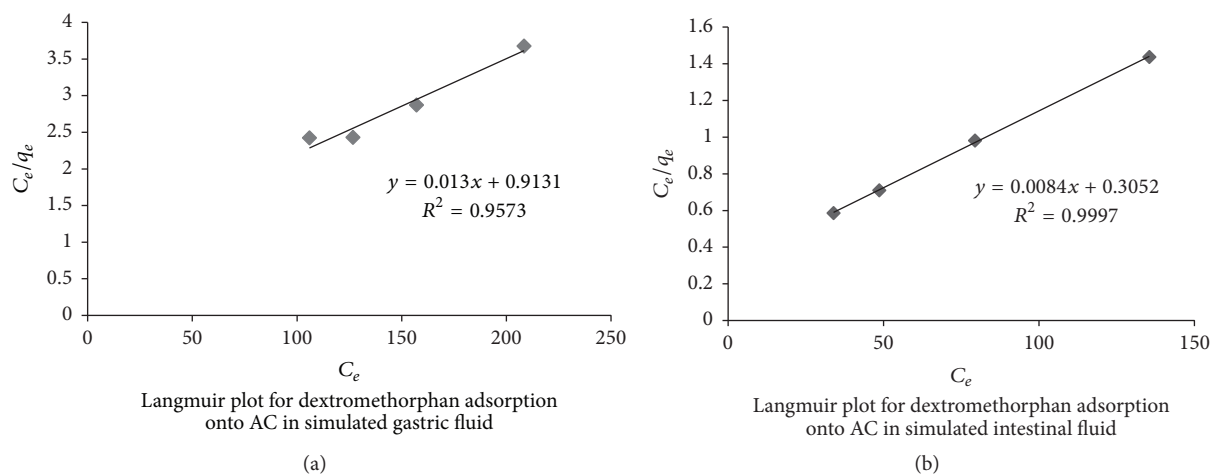 4
3.5
3
2.5
2
1.5
1
0.5
0
C_e/q_e
0 50 100 150 200 250
C_e
y = 0.013x + 0.9131
R² = 0.9573
Langmuir plot for dextromethorphan adsorption
onto AC in simulated gastric fluid
(a)
1.6
1.4
1.2
1
0.8
0.6
0.4
0.2
0
C_e/q_e
0 50 100 150
C_e
y = 0.0084x + 0.3052
R² = 0.9997
Langmuir plot for dextromethorphan adsorption
onto AC in simulated intestinal fluid
(b)